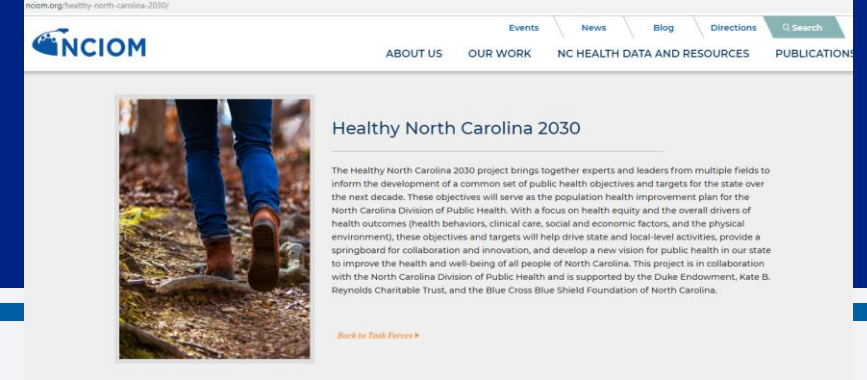 nciom.org/healthy-north-carolina-2030/
Events News Blog Directions Search
NCIOM
ABOUT US OUR WORK NC HEALTH DATA AND RESOURCES PUBLICATIONS
Healthy North Carolina 2030
The Healthy North Carolina 2030 project brings together experts and leaders from multiple fields to
inform the development of a common set of public health objectives and targets for the state over
the next decade. These objectives will serve as the population health improvement plan for the
North Carolina Division of Public Health. With a focus on health equity and the overall drivers of
health outcomes (health behaviors, clinical care, social and economic factors, and the physical
environment), these objectives and targets will help drive state and local-level activities, provide a
springboard for collaboration and innovation, and develop a new vision for public health in our state
to improve the health and well-being of all people of North Carolina. This project is in collaboration
with the North Carolina Division of Public Health and is supported by the Duke Endowment, Kate B.
Reynolds Charitable Trust, and the Blue Cross Blue Shield Foundation of North Carolina.
Back to Task Forces